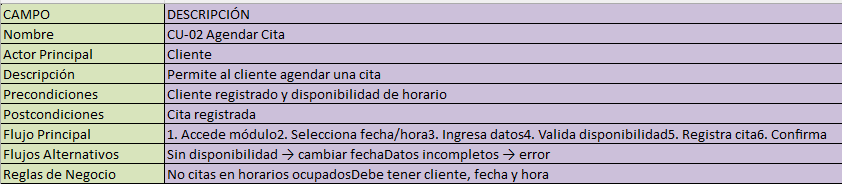 CAMPO DESCRIPCIÓN
Nombre CU-02 Agendar Cita
Actor Principal Cliente
Descripción Permite al cliente agendar una cita
Precondiciones Cliente registrado y disponibilidad de horario
Postcondiciones Cita registrada
Flujo Principal 1. Accede módulo2. Selecciona fecha/hora3. Ingresa datos4. Valida disponibilidad5. Registra cita6. Confirma
Flujos Alternativos Sin disponibilidad → cambiar fechaDatos incompletos → error
Reglas de Negocio No citas en horarios ocupadosDebe tener cliente, fecha y hora